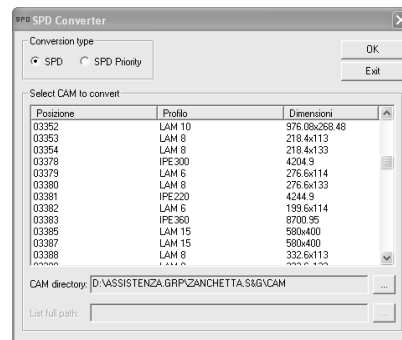 SPD SPD Converter
Conversion type
SPD SPD Priority
OK
Exit
Select CAM to convert
Posizione Profilo Dimensioni
03352 LAM 10 976.08x268.48
03353 LAM 8 218.4x113
03354 LAM 8 218.4x133
03378 IPE300 4204.9
03379 LAM 6 276.6x114
03380 LAM 8 276.6x133
03381 IPE220 4244.9
03382 LAM 6 199.6x114
03383 IPE360 8700.95
03385 LAM 15 580x400
03387 LAM 15 580x400
03388 LAM 8 332.6x113
CAM directory: D:\ASSISTENZA.GRP\ZANCHETTA.S&G\CAM ...
List full path: ...